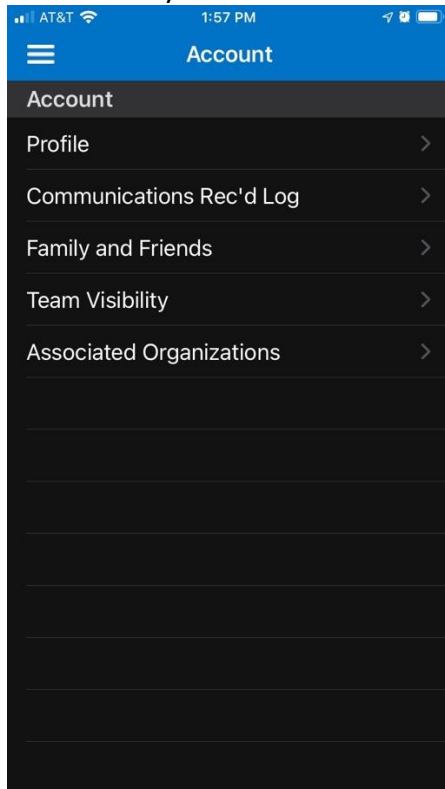 AT&T 1:57 PM
Account
Account
Profile
Communications Rec'd Log
Family and Friends
Team Visibility
Associated Organizations